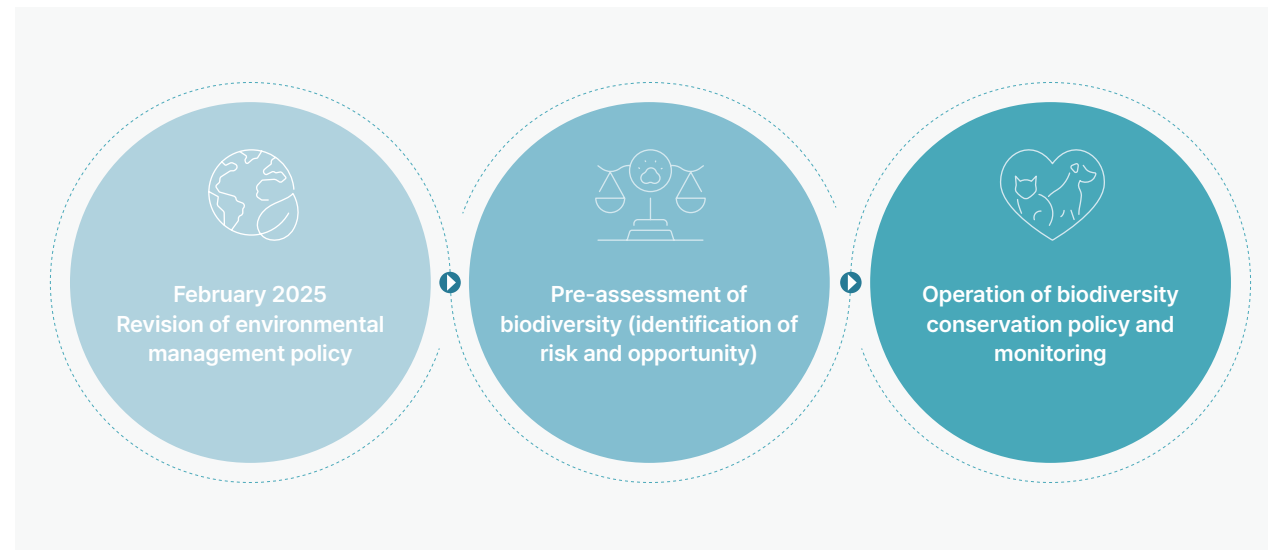 February 2025
Revision of environmental
management policy
Pre-assessment of
biodiversity (identification of
risk and opportunity)
Operation of biodiversity
conservation policy and
monitoring